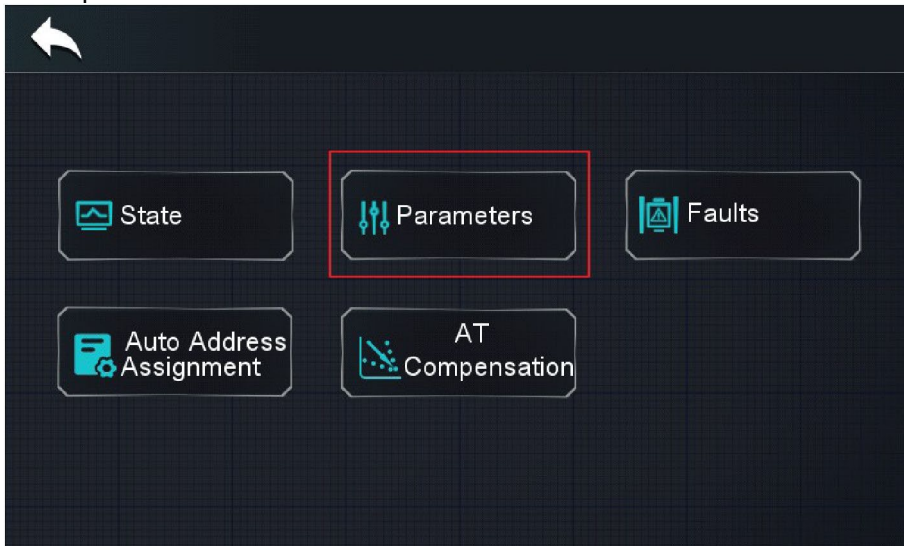 State
Parameters
Faults
Auto Address
Assignment
AT
Compensation